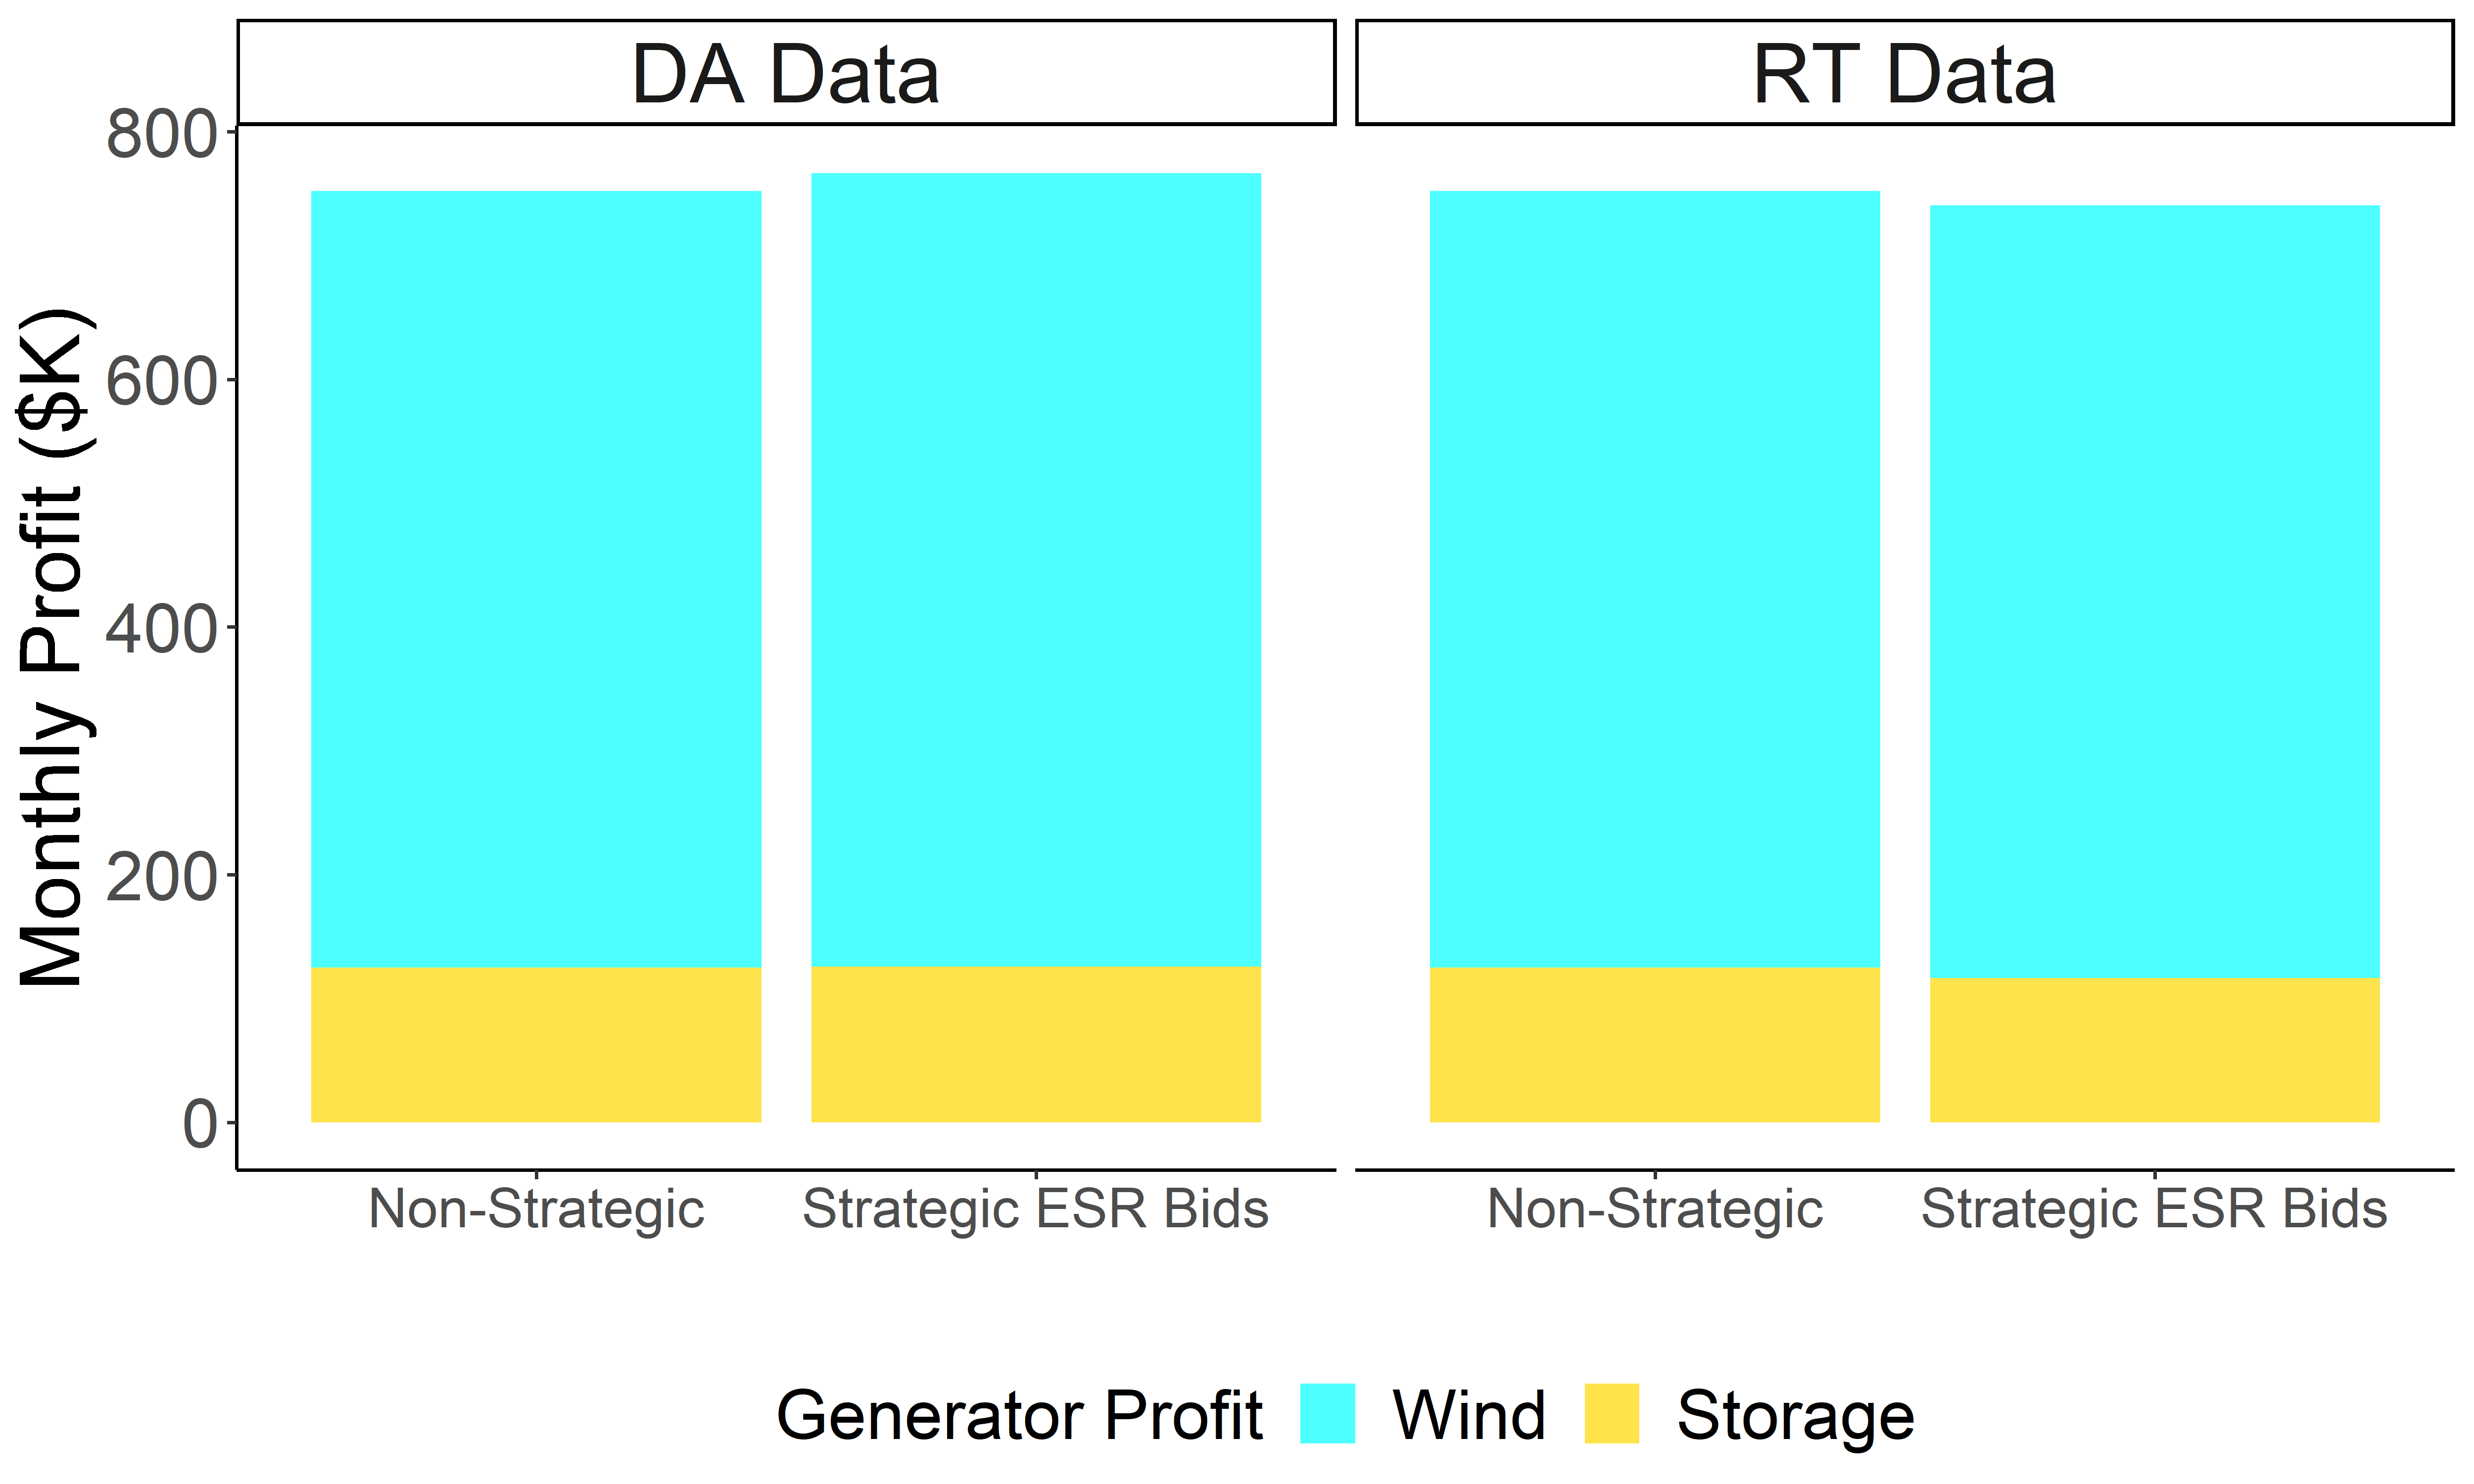 DA Data
RT Data
Monthly Profit ($K)
800
600
400
200
0
Non-Strategic
Strategic ESR Bids
Non-Strategic
Strategic ESR Bids
Generator Profit Wind Storage